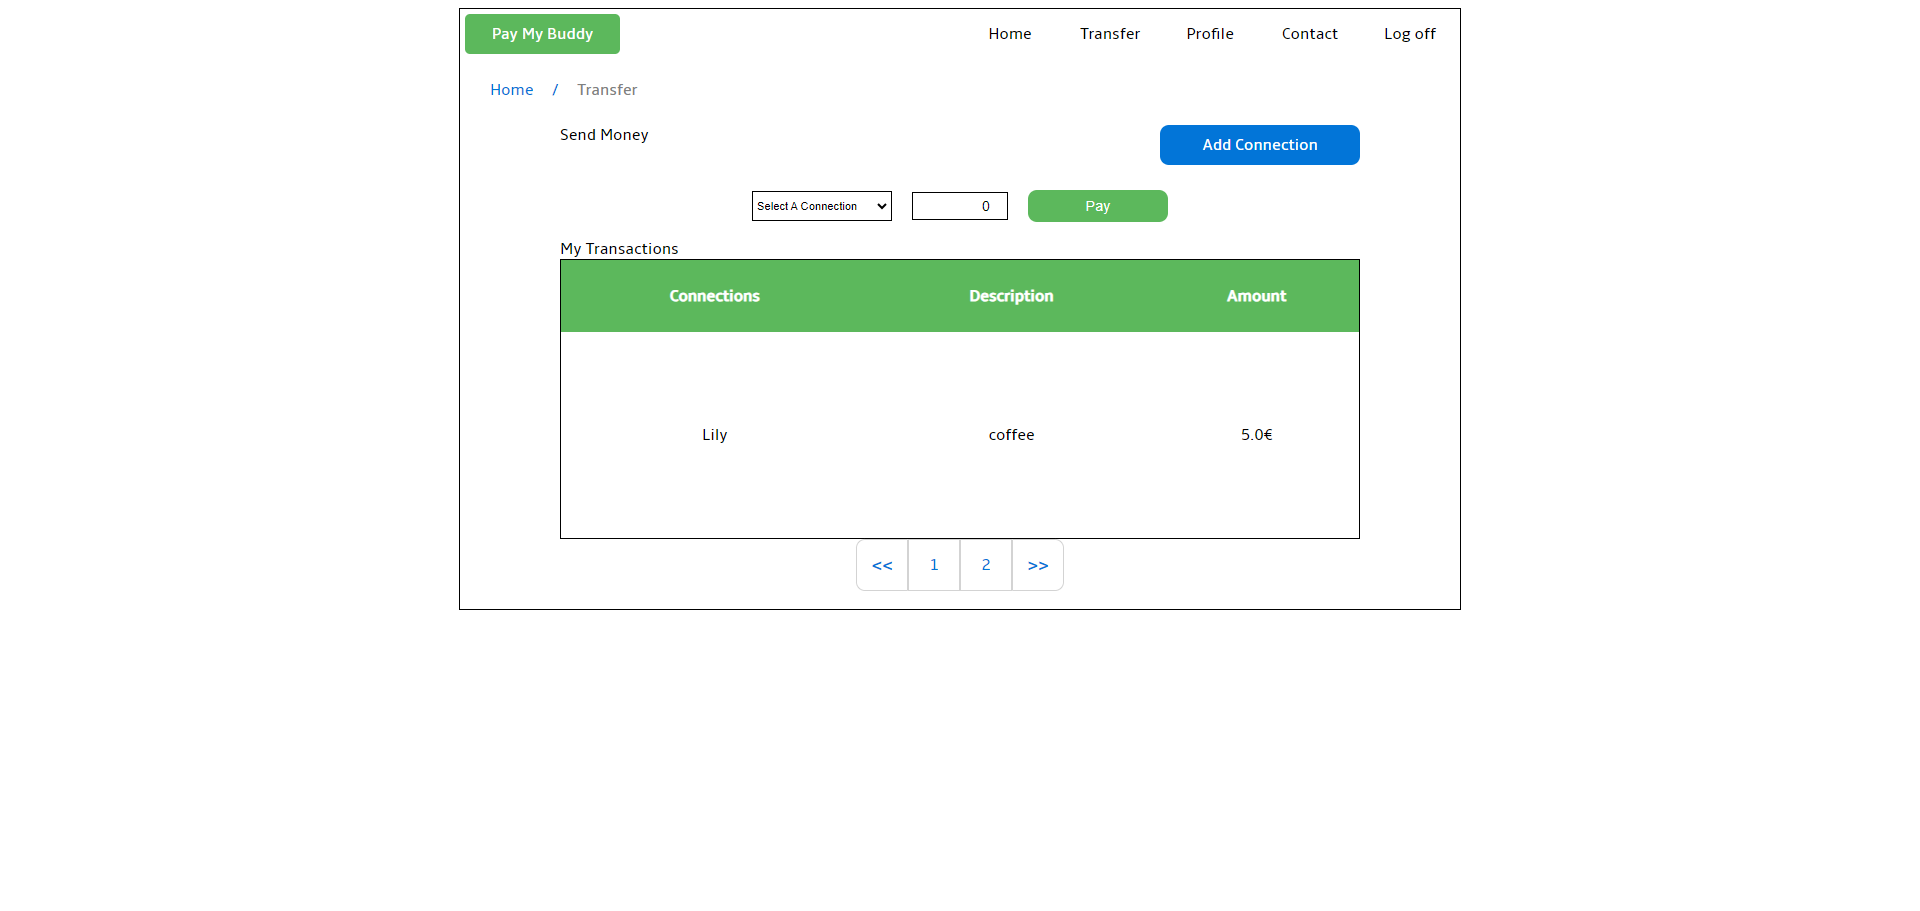 Pay My Buddy Home Transfer Profile Contact Log off
Home / Transfer
Send Money Add Connection
Select A Connection 0 Pay
My Transactions
Connections Description Amount
Lily coffee 5.0€
<< 1 2 >>